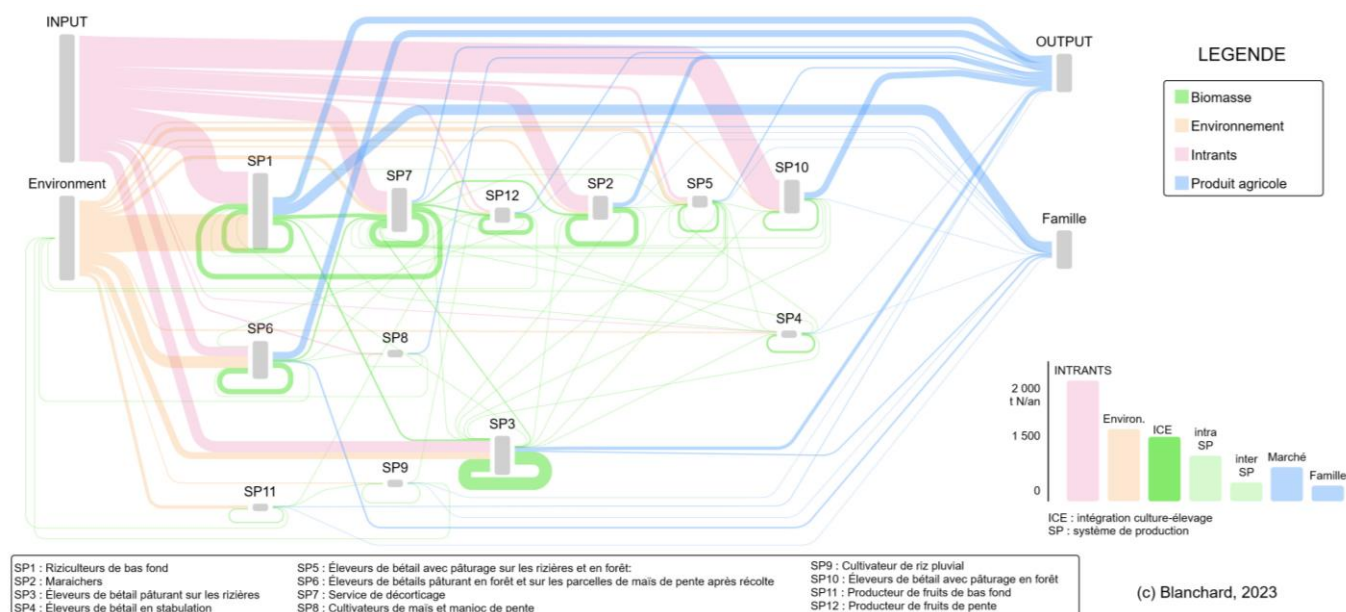 INPUT
OUTPUT
LEGENDE
Biomasse
Environnement
Intrants
Produit agricole
Environment
SP1
SP7
SP12
SP2
SP5
SP10
Famille
SP6
SP8
SP4
SP3
SP9
SP11
INTRANTS
2 000
t N/an
Environ.
ICE
intra
SP
1 500
inter
SP
Marché
Famille
0
ICE : intégration culture-élevage
SP : système de production
SP1 : Riziculteurs de bas fond
SP2 : Maraichers
SP3 : Éleveurs de bétail pâturant sur les rizières
SP4 : Éleveurs de bétail en stabulation
SP5 : Éleveurs de bétail avec pâturage sur les rizières et en forêt:
SP6 : Éleveurs de bétails pâturant en forêt et sur les parcelles de maïs de pente après récolte
SP7 : Service de décorticage
SP8 : Cultivateurs de maïs et manioc de pente
SP9 : Cultivateur de riz pluvial
SP10 : Éleveurs de bétail avec pâturage en forêt
SP11 : Producteur de fruits de bas fond
SP12 : Producteur de fruits de pente
(c) Blanchard, 2023